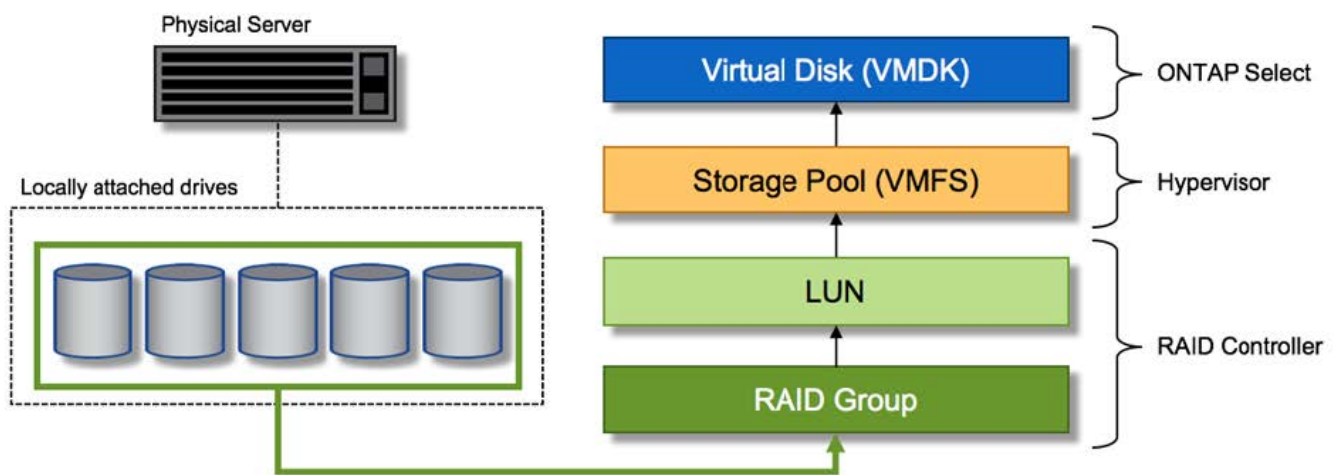 Physical Server
Locally attached drives
Virtual Disk (VMDK)
ONTAP Select
Storage Pool (VMFS)
Hypervisor
LUN
RAID Controller
RAID Group